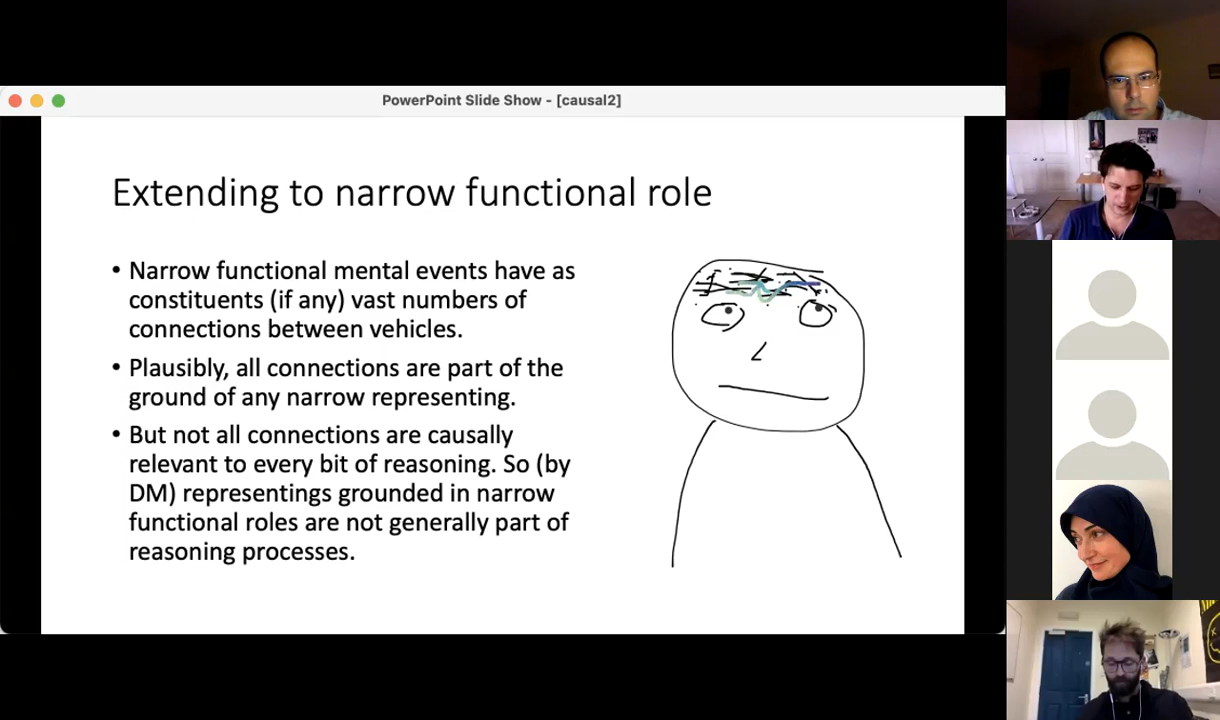 PowerPoint Slide Show - [causal2]
Extending to narrow functional role
• Narrow functional mental events have as
constituents (if any) vast numbers of
connections between vehicles.
• Plausibly, all connections are part of the
ground of any narrow representing.
• But not all connections are causally
relevant to every bit of reasoning. So (by
DM) representings grounded in narrow
functional roles are not generally part of
reasoning processes.